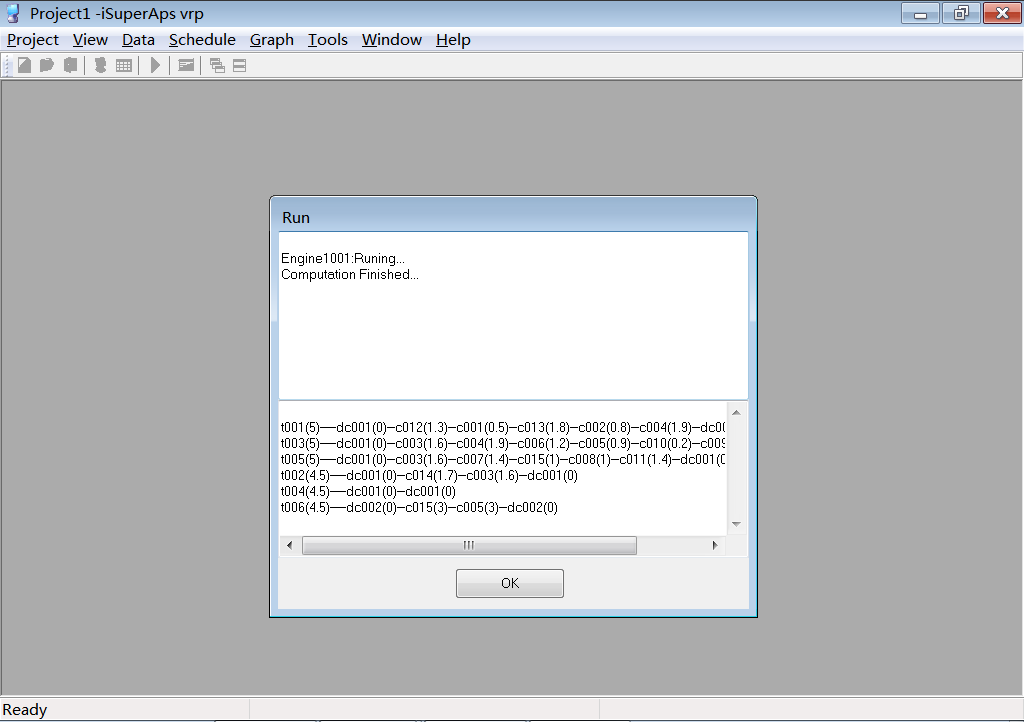 Project1 -iSuperAps vrp
Project View Data Schedule Graph Tools Window Help
Run
Engine1001:Runing...
Computation Finished...
t001(5)----dc001(0)--c012(1.3)--c001(0.5)--c013(1.8)--c002(0.8)--c004(1.9)--dc00
t003(5)----dc001(0)--c003(1.6)--c004(1.9)--c006(1.2)--c005(0.9)--c010(0.2)--c009
t005(5)----dc001(0)--c003(1.6)--c007(1.4)--c015(1)--c008(1)--c011(1.4)--dc001(0
t002(4.5)----dc001(0)--c014(1.7)--c003(1.6)--dc001(0)
t004(4.5)----dc001(0)--dc001(0)
t006(4.5)----dc002(0)--c015(3)--c005(3)--dc002(0)
OK
Ready